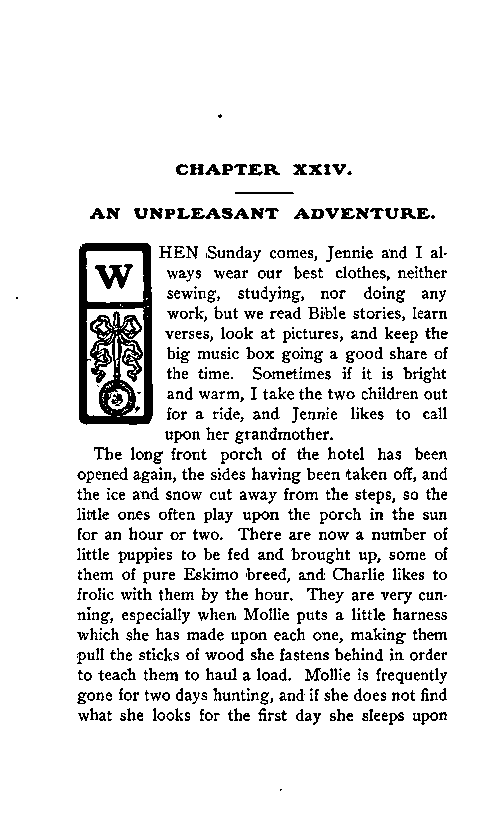 CHAPTER XXIV.
AN UNPLEASANT ADVENTURE.
WHEN Sunday comes, Jennie and I al-
ways wear our best clothes, neither
sewing, studying, nor doing any
work, but we read Bible stories, learn
verses, look at pictures, and keep the
big music box going a good share of
the time. Sometimes if it is bright
and warm, I take the two children out
for a ride, and Jennie likes to call
upon her grandmother.
The long front porch of the hotel has been
opened again, the sides having been taken off, and
the ice and snow cut away from the steps, so the
little ones often play upon the porch in the sun
for an hour or two. There are now a number of
little puppies to be fed and brought up, some of
them of pure Eskimo breed, and Charlie likes to
frolic with them by the hour. They are very cun-
ning, especially when Mollie puts a little harness
which she has made upon each one, making them
pull the sticks of wood she fastens behind in order
to teach them to haul a load. Mollie is frequently
gone for two days hunting, and if she does not find
what she looks for the first day she sleeps upon